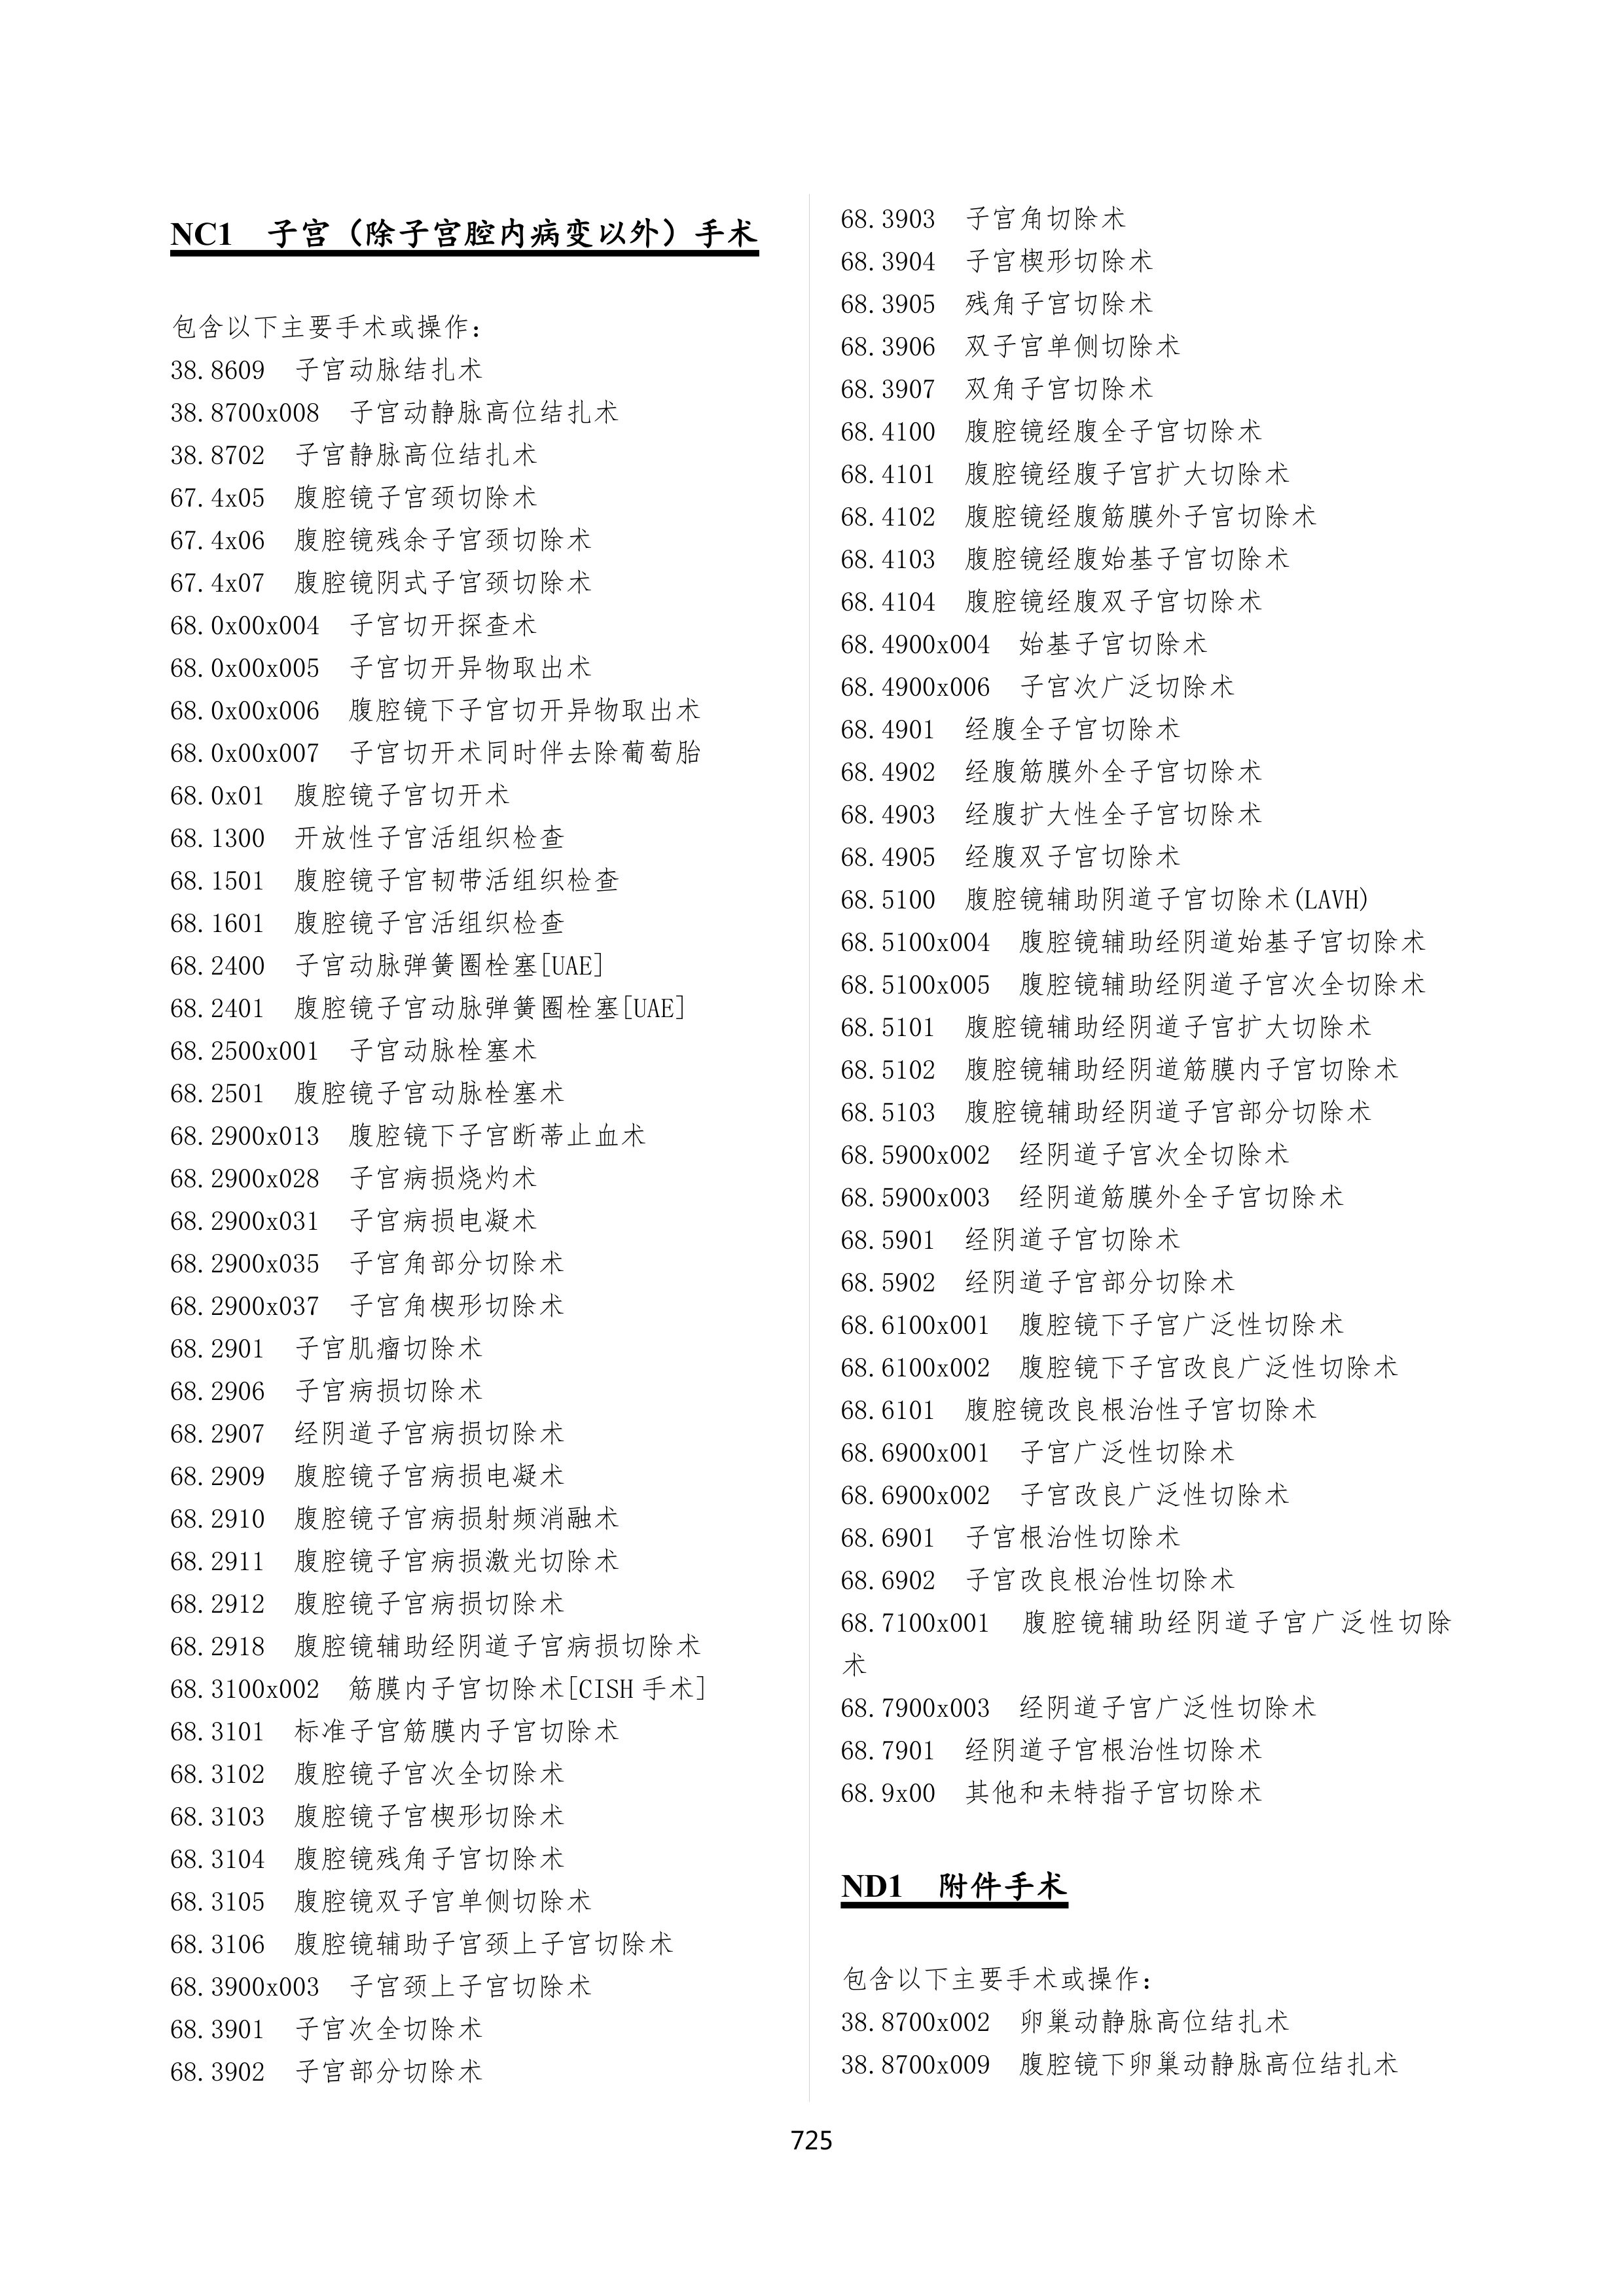 NC1　子宫（除子宫腔内病变以外）手术
包含以下主要手术或操作：
38.8609　子宫动脉结扎术
38.8700x008　子宫动静脉高位结扎术
38.8702　子宫静脉高位结扎术
67.4x05　腹腔镜子宫颈切除术
67.4x06　腹腔镜残余子宫颈切除术
67.4x07　腹腔镜阴式子宫颈切除术
68.0x00x004　子宫切开探查术
68.0x00x005　子宫切开异物取出术
68.0x00x006　腹腔镜下子宫切开异物取出术
68.0x00x007　子宫切开术同时伴去除葡萄胎
68.0x01　腹腔镜子宫切开术
68.1300　开放性子宫活组织检查
68.1501　腹腔镜子宫韧带活组织检查
68.1601　腹腔镜子宫活组织检查
68.2400　子宫动脉弹簧圈栓塞[UAE]
68.2401　腹腔镜子宫动脉弹簧圈栓塞[UAE]
68.2500x001　子宫动脉栓塞术
68.2501　腹腔镜子宫动脉栓塞术
68.2900x013　腹腔镜下子宫断蒂止血术
68.2900x028　子宫病损烧灼术
68.2900x031　子宫病损电凝术
68.2900x035　子宫角部分切除术
68.2900x037　子宫角楔形切除术
68.2901　子宫肌瘤切除术
68.2906　子宫病损切除术
68.2907　经阴道子宫病损切除术
68.2909　腹腔镜子宫病损电凝术
68.2910　腹腔镜子宫病损射频消融术
68.2911　腹腔镜子宫病损激光切除术
68.2912　腹腔镜子宫病损切除术
68.2918　腹腔镜辅助经阴道子宫病损切除术
68.3100x002　筋膜内子宫切除术[CISH手术]
68.3101　标准子宫筋膜内子宫切除术
68.3102　腹腔镜子宫次全切除术
68.3103　腹腔镜子宫楔形切除术
68.3104　腹腔镜残角子宫切除术
68.3105　腹腔镜双子宫单侧切除术
68.3106　腹腔镜辅助子宫颈上子宫切除术
68.3900x003　子宫颈上子宫切除术
68.3901　子宫次全切除术
68.3902　子宫部分切除术
68.3903　子宫角切除术
68.3904　子宫楔形切除术
68.3905　残角子宫切除术
68.3906　双子宫单侧切除术
68.3907　双角子宫切除术
68.4100　腹腔镜经腹全子宫切除术
68.4101　腹腔镜经腹子宫扩大切除术
68.4102　腹腔镜经腹筋膜外子宫切除术
68.4103　腹腔镜经腹始基子宫切除术
68.4104　腹腔镜经腹双子宫切除术
68.4900x004　始基子宫切除术
68.4900x006　子宫次广泛切除术
68.4901　经腹全子宫切除术
68.4902　经腹筋膜外全子宫切除术
68.4903　经腹扩大性全子宫切除术
68.4905　经腹双子宫切除术
68.5100　腹腔镜辅助阴道子宫切除术(LAVH)
68.5100x004　腹腔镜辅助经阴道始基子宫切除术
68.5100x005　腹腔镜辅助经阴道子宫次全切除术
68.5101　腹腔镜辅助经阴道子宫扩大切除术
68.5102　腹腔镜辅助经阴道筋膜内子宫切除术
68.5103　腹腔镜辅助经阴道子宫部分切除术
68.5900x002　经阴道子宫次全切除术
68.5900x003　经阴道筋膜外全子宫切除术
68.5901　经阴道子宫切除术
68.5902　经阴道子宫部分切除术
68.6100x001　腹腔镜下子宫广泛性切除术
68.6100x002　腹腔镜下子宫改良广泛性切除术
68.6101　腹腔镜改良根治性子宫切除术
68.6900x001　子宫广泛性切除术
68.6900x002　子宫改良广泛性切除术
68.6901　子宫根治性切除术
68.6902　子宫改良根治性切除术
68.7100x001　腹腔镜辅助经阴道子宫广泛性切除
术
68.7900x003　经阴道子宫广泛性切除术
68.7901　经阴道子宫根治性切除术
68.9x00　其他和未特指子宫切除术
ND1　附件手术
包含以下主要手术或操作：
38.8700x002　卵巢动静脉高位结扎术
38.8700x009　腹腔镜下卵巢动静脉高位结扎术
725